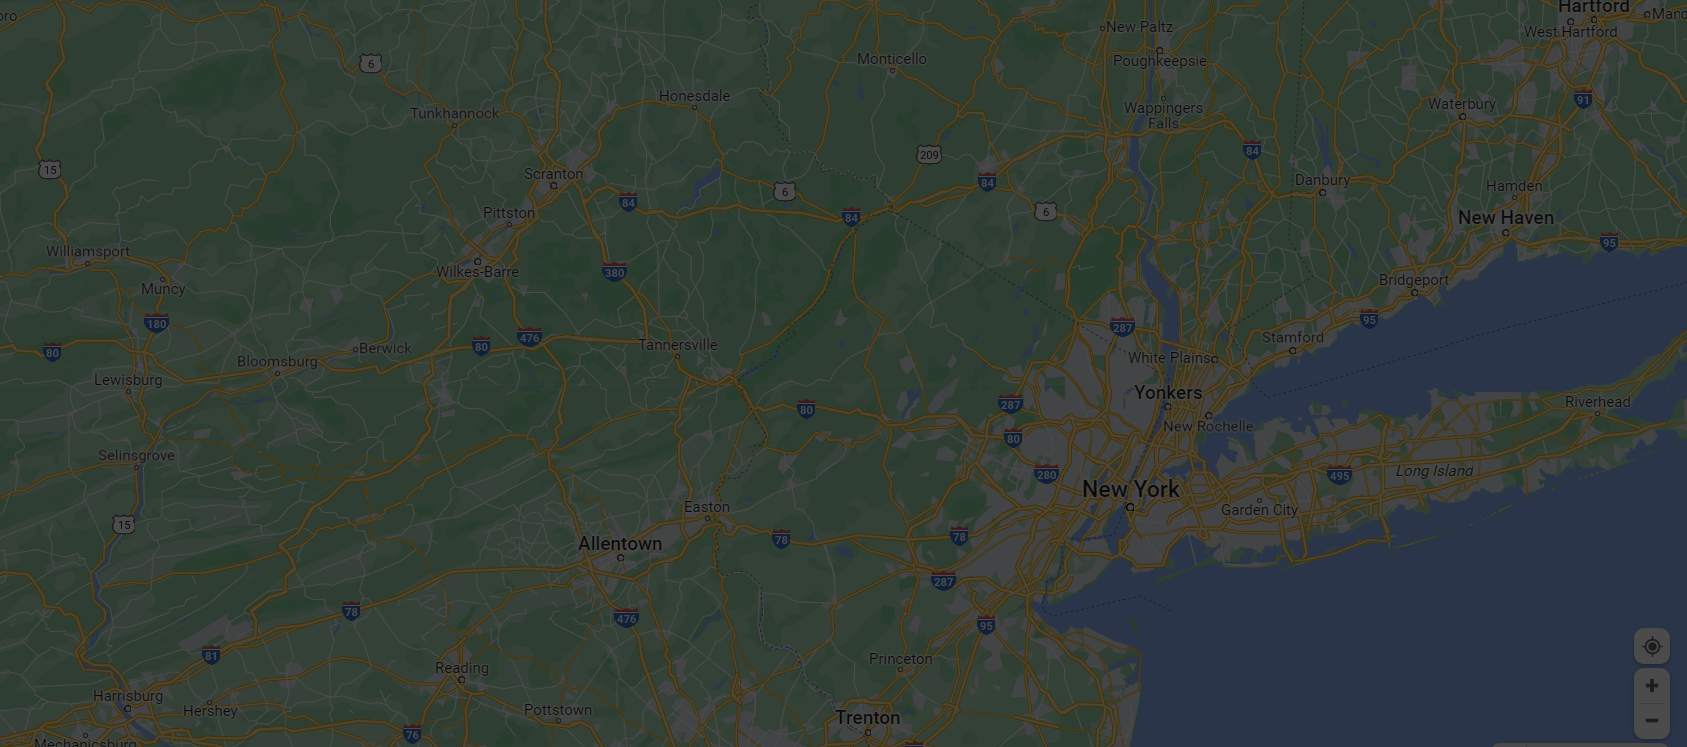 oro
Hartford
New Paltz
Manc
West Hartford
6
Monticello
Poughkeepsie
Honesdale
91
Waterbury
Tunkhannock
Wappingers
Falls
84
209
15
Scranton
84
Danbury
Hamden
6
84
Pittston
6
84
New Haven
95
Williamsport
Wilkes-Barre
380
Bridgeport
Muncy
180
95
287
476
Stamford
80
80
Berwick
Tannersville
White Plains
Bloomsburg
Lewisburg
Yonkers
Riverhead
287
80
New Rochelle
80
Selinsgrove
280
495
Long Island
New York
Easton
Garden City
15
78
78
Allentown
287
78
476
95
81
Princeton
Reading
Harrisburg
Hershey
Pottstown
Trenton
76
Mechanicsburg